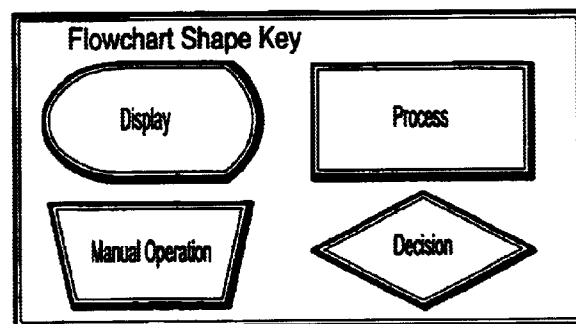 Flowchart Shape Key
Display
Process
Manual Operation
Decision